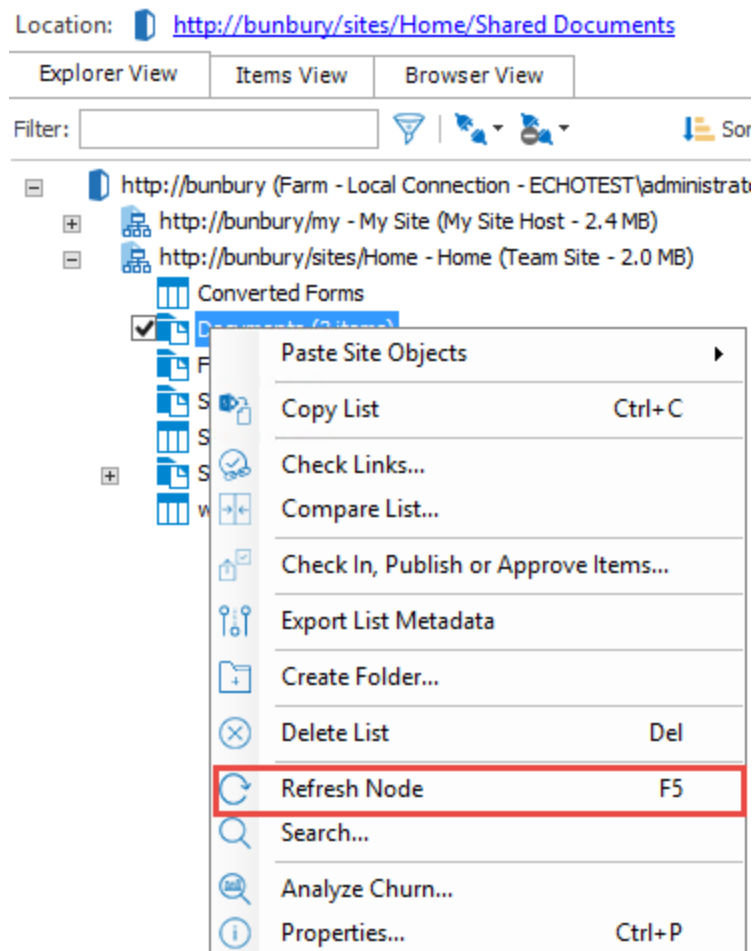 Location: http://bunbury/sites/Home/Shared Documents
Explorer View Items View Browser View
Filter: Sor
http://bunbury (Farm - Local Connection - ECHOTEST\administrate
http://bunbury/my - My Site (My Site Host - 2.4 MB)
http://bunbury/sites/Home - Home (Team Site - 2.0 MB)
Converted Forms
Documents
Paste Site Objects
F
S Copy List Ctrl+C
S
S Check Links...
w Compare List...
Check In, Publish or Approve Items...
Export List Metadata
Create Folder...
Delete List Del
Refresh Node F5
Search...
Analyze Churn...
Properties... Ctrl+P